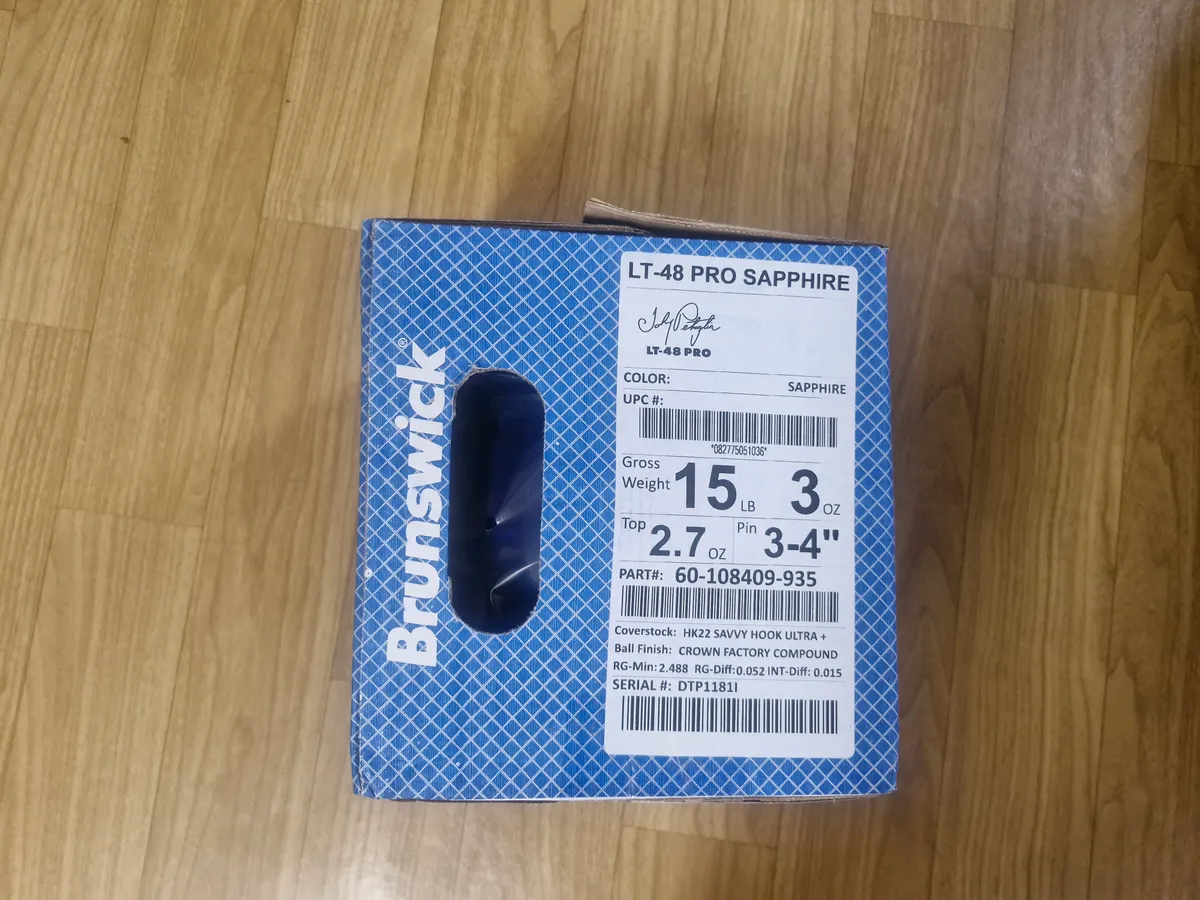 Brunswick®
LT-48 PRO SAPPHIRE
LT-48 PRO
COLOR: SAPPHIRE
UPC #:
*082775051036*
Gross Weight 15 LB 3 OZ
Top 2.7 OZ Pin 3-4"
PART#: 60-108409-935
Coverstock: HK22 SAVVY HOOK ULTRA +
Ball Finish: CROWN FACTORY COMPOUND
RG-Min: 2.488 RG-Diff: 0.052 INT-Diff: 0.015
SERIAL #: DTP1181I